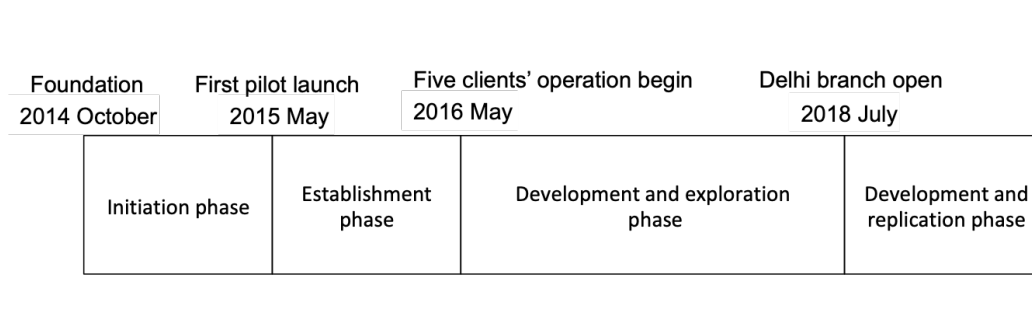 Foundation
2014 October
First pilot launch
2015 May
Five clients’ operation begin
2016 May
Delhi branch open
2018 July
Initiation phase
Establishment
phase
Development and exploration
phase
Development and
replication phase